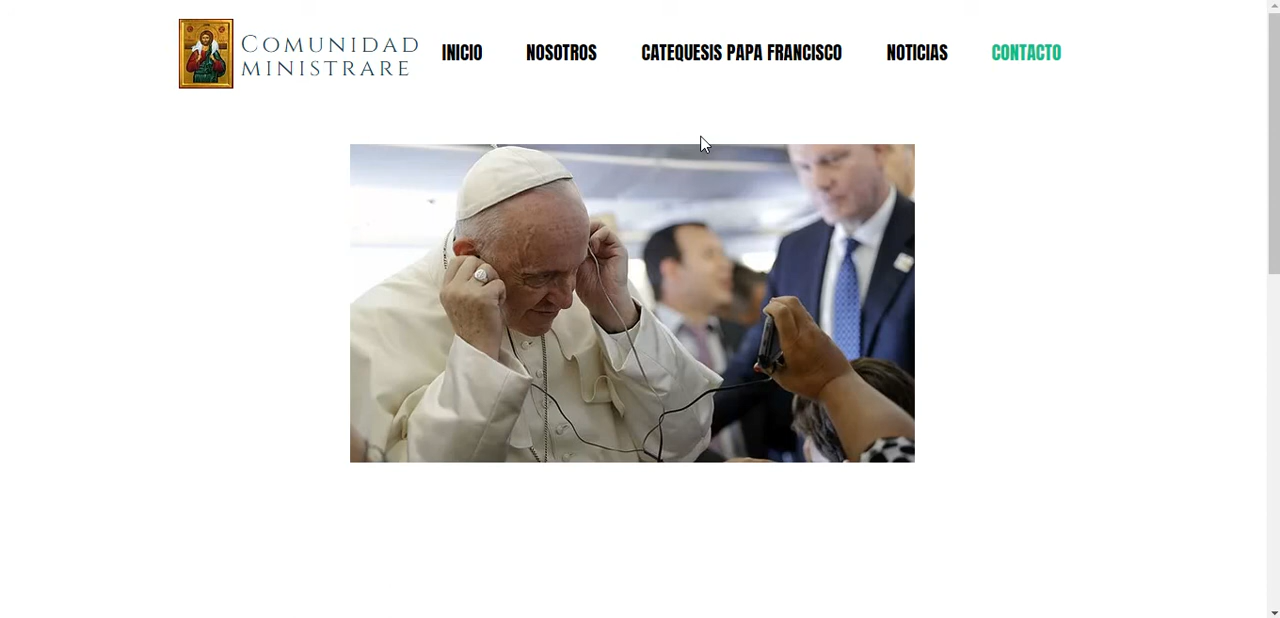 COMUNIDAD
MINISTRARE
INICIO
NOSOTROS
CATEQUESIS PAPA FRANCISCO
NOTICIAS
CONTACTO